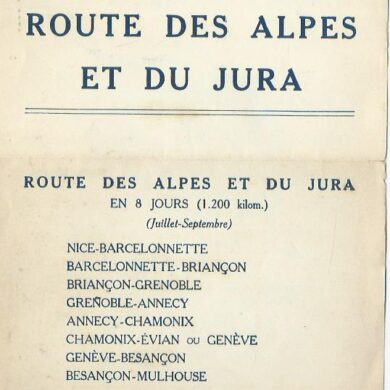 ROUTE DES ALPES
ET DU JURA
ROUTE DES ALPES ET DU JURA
EN 8 JOURS (1.200 kilom.)
(Juillet-Septembre)
NICE-BARCELONNETTE
BARCELONNETTE-BRIANÇON
BRIANÇON-GRENOBLE
GRENOBLE-ANNECY
ANNECY-CHAMONIX
CHAMONIX-ÉVIAN OU GENÈVE
GENÈVE-BESANÇON
BESANÇON-MULHOUSE